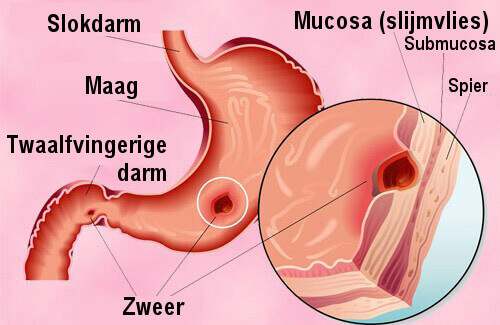 Slokdarm
Mucosa (slijmvlies)
Submucosa
Spier
Maag
Twaalfvingerige
darm
Zweer